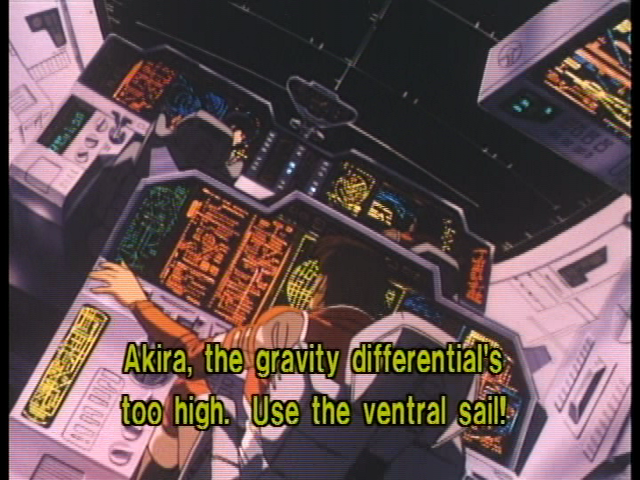 Akira, the gravity differential's
too high. Use the ventral sail!